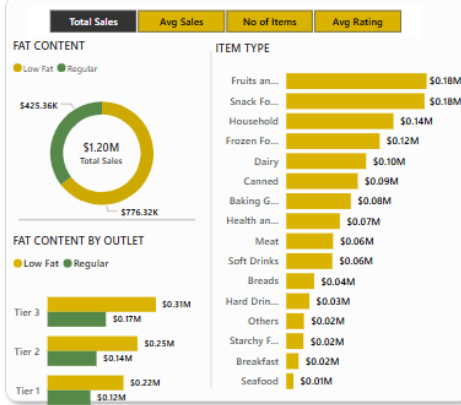 Total Sales Avg Sales No of Items Avg Rating
FAT CONTENT
Low Fat Regular
$425.36K
$1.20M
Total Sales
$776.32K
FAT CONTENT BY OUTLET
Low Fat Regular
Tier 3 $0.31M
$0.17M
Tier 2 $0.25M
$0.14M
Tier 1 $0.22M
$0.12M
ITEM TYPE
Fruits an... $0.18M
Snack Fo... $0.18M
Household $0.14M
Frozen Fo... $0.12M
Dairy $0.10M
Canned $0.09M
Baking G... $0.08M
Health an... $0.07M
Meat $0.06M
Soft Drinks $0.06M
Breads $0.04M
Hard Drin... $0.03M
Others $0.02M
Starchy F... $0.02M
Breakfast $0.02M
Seafood $0.01M